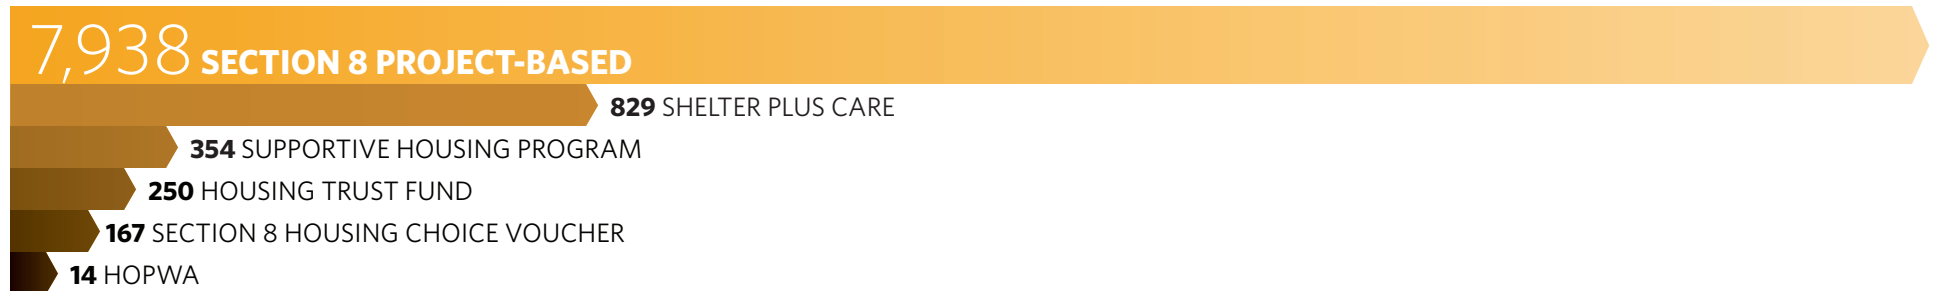 7,938 SECTION 8 PROJECT-BASED
829 SHELTER PLUS CARE
354 SUPPORTIVE HOUSING PROGRAM
250 HOUSING TRUST FUND
167 SECTION 8 HOUSING CHOICE VOUCHER
14 HOPWA